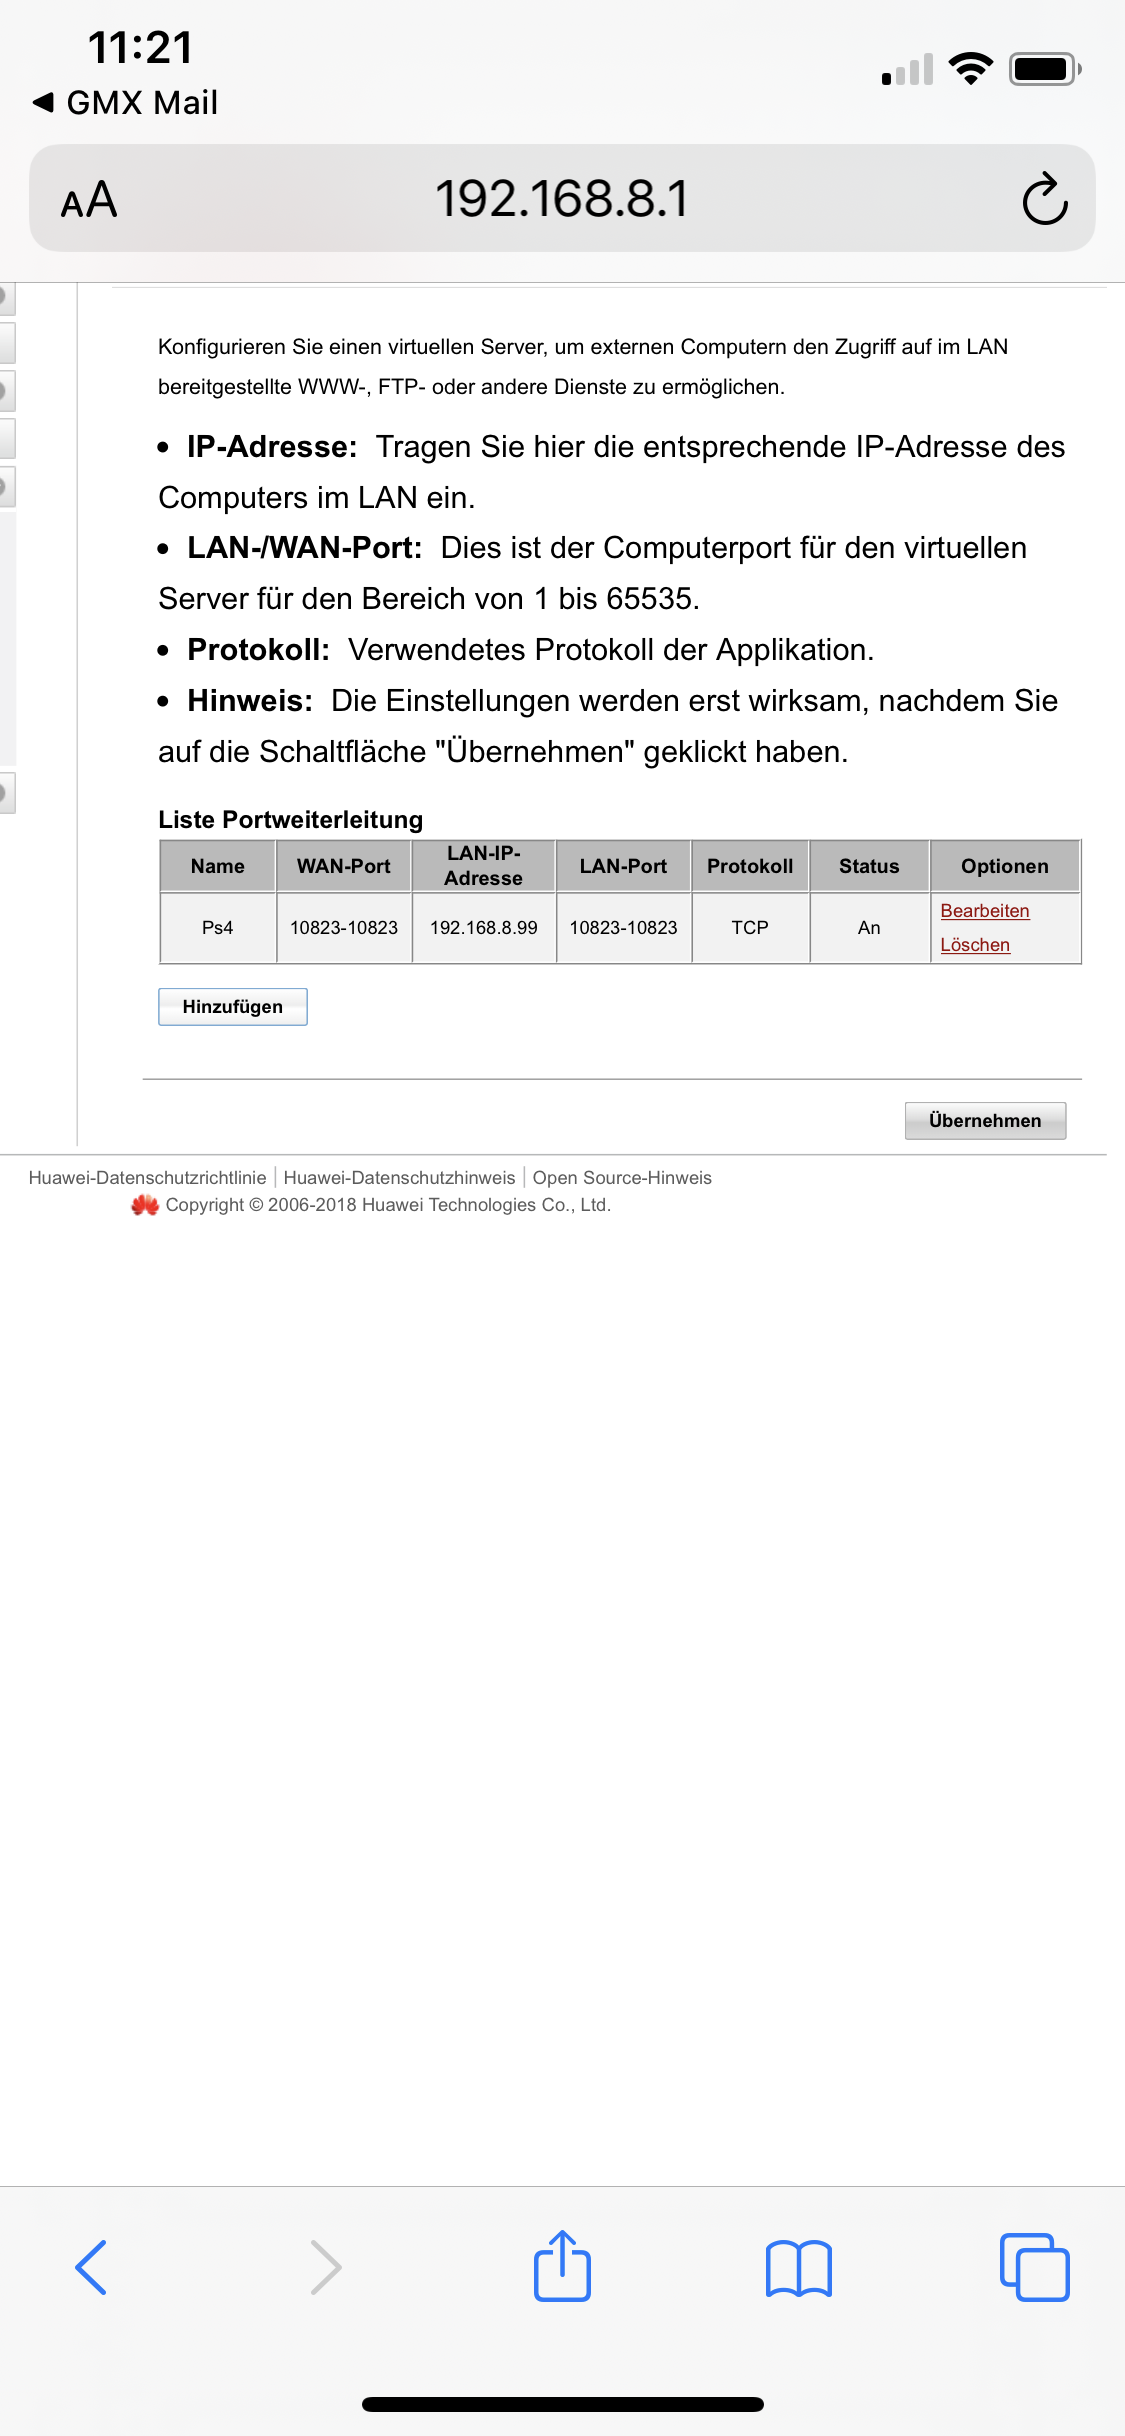 11:21
GMX Mail
AA
192.168.8.1
Konfigurieren Sie einen virtuellen Server, um externen Computern den Zugriff auf im LAN
bereitgestellte WWW-, FTP- oder andere Dienste zu ermöglichen.
• IP-Adresse: Tragen Sie hier die entsprechende IP-Adresse des
Computers im LAN ein.
• LAN-/WAN-Port: Dies ist der Computerport für den virtuellen
Server für den Bereich von 1 bis 65535.
• Protokoll: Verwendetes Protokoll der Applikation.
• Hinweis: Die Einstellungen werden erst wirksam, nachdem Sie
auf die Schaltfläche "Übernehmen" geklickt haben.
Liste Portweiterleitung
Name WAN-Port LAN-IP-Adresse LAN-Port Protokoll Status Optionen
Ps4 10823-10823 192.168.8.99 10823-10823 TCP An Bearbeiten
Löschen
Hinzufügen
Übernehmen
Huawei-Datenschutzrichtlinie | Huawei-Datenschutzhinweis | Open Source-Hinweis
Copyright © 2006-2018 Huawei Technologies Co., Ltd.